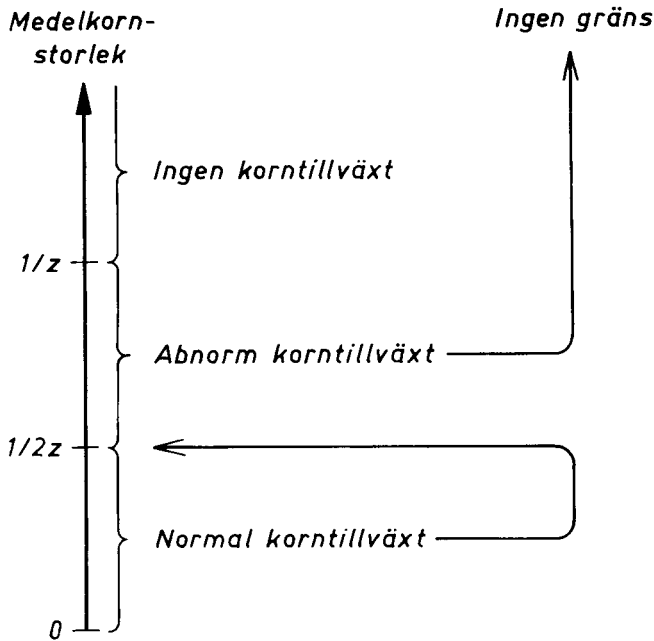 Medelkorn-
storlek
Ingen gräns
Ingen korntillväxt
1/z
Abnorm korntillväxt
1/2z
Normal korntillväxt
0